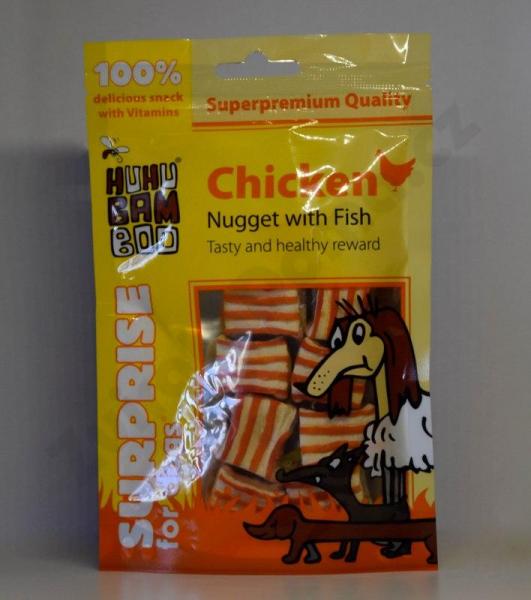 100%
delicious snack
with Vitamins
Superpremium Quality
HUHU
BAM
BOO
®
Chicken
Nugget with Fish
Tasty and healthy reward
SURPRISE
for